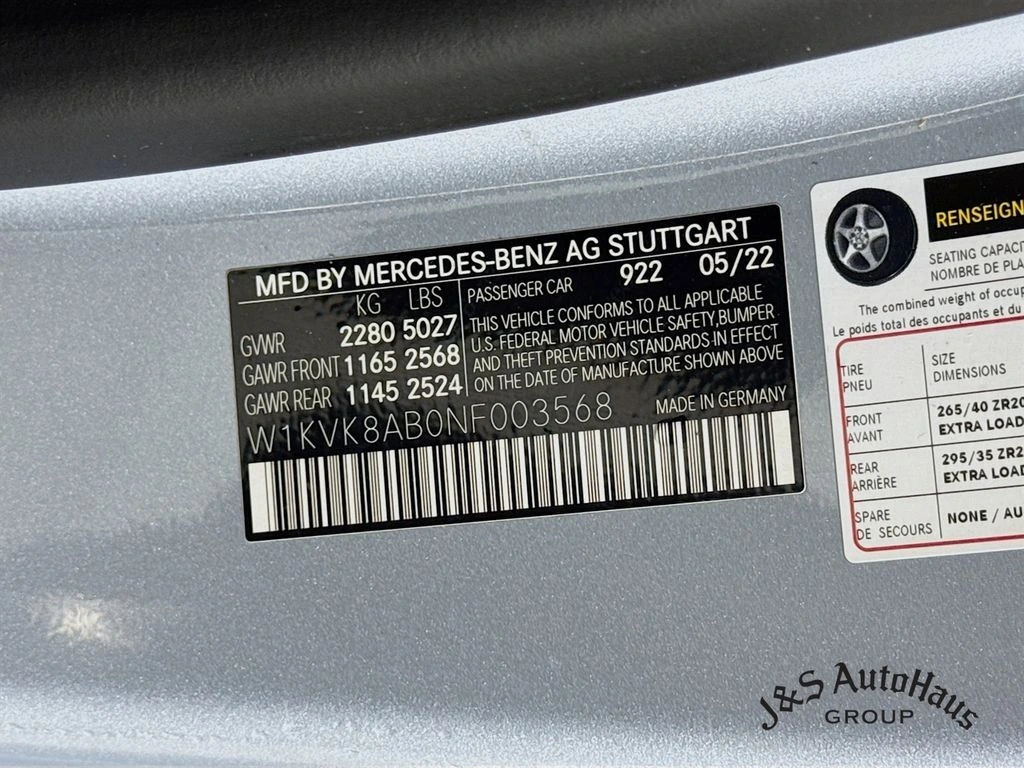 MFD BY MERCEDES-BENZ AG STUTTGART
KG LBS
GVWR 2280 5027
GAWR FRONT 1165 2568
GAWR REAR 1145 2524
PASSENGER CAR 922 05/22
THIS VEHICLE CONFORMS TO ALL APPLICABLE
U.S. FEDERAL MOTOR VEHICLE SAFETY,BUMPER
AND THEFT PREVENTION STANDARDS IN EFFECT
ON THE DATE OF MANUFACTURE SHOWN ABOVE
W1KVK8AB0NF003568 MADE IN GERMANY
RENSEIGN
SEATING CAPACI
NOMBRE DE PLA
The combined weight of occup
Le poids total des occupants et du
TIRE
PNEU
SIZE
DIMENSIONS
FRONT
AVANT
265/40 ZR20
EXTRA LOAD
REAR
ARRIÈRE
295/35 ZR2
EXTRA LOAD
SPARE
DE SECOURS
NONE / AU
J&S AutoHaus
GROUP